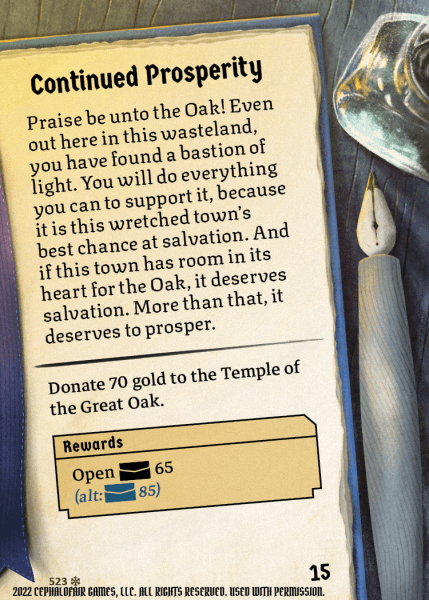 Continued Prosperity
Praise be unto the Oak! Even
out here in this wasteland,
you have found a bastion of
light. You will do everything
you can to support it, because
it is this wretched town's
best chance at salvation. And
if this town has room in its
heart for the Oak, it deserves
salvation. More than that, it
deserves to prosper.
Donate 70 gold to the Temple of
the Great Oak.
Rewards
Open 65
(alt: 85)
15
523
2022 CEPHALOFAIR GAMES, LLC. ALL RIGHTS RESERVED. USED WITH PERMISSION.